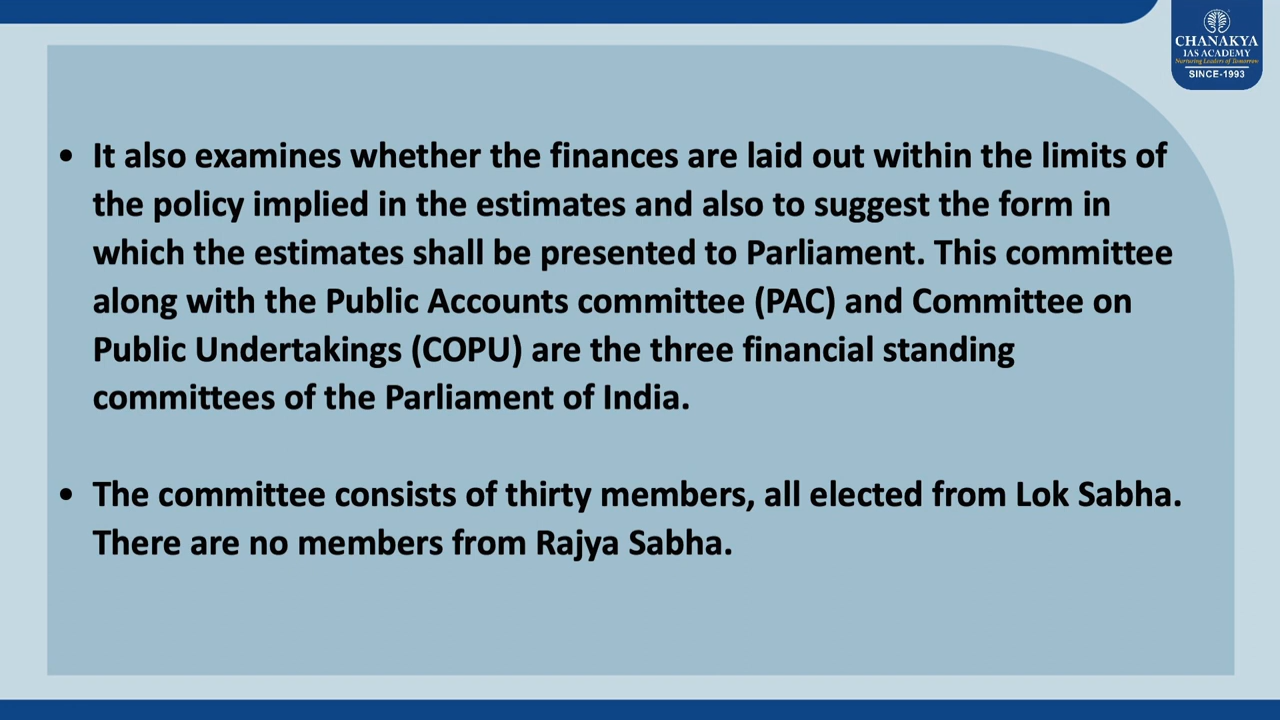 CHANAKYA
IAS ACADEMY
Nurturing Leaders of Tomorrow
SINCE-1993
• It also examines whether the finances are laid out within the limits of
the policy implied in the estimates and also to suggest the form in
which the estimates shall be presented to Parliament. This committee
along with the Public Accounts committee (PAC) and Committee on
Public Undertakings (COPU) are the three financial standing
committees of the Parliament of India.
• The committee consists of thirty members, all elected from Lok Sabha.
There are no members from Rajya Sabha.